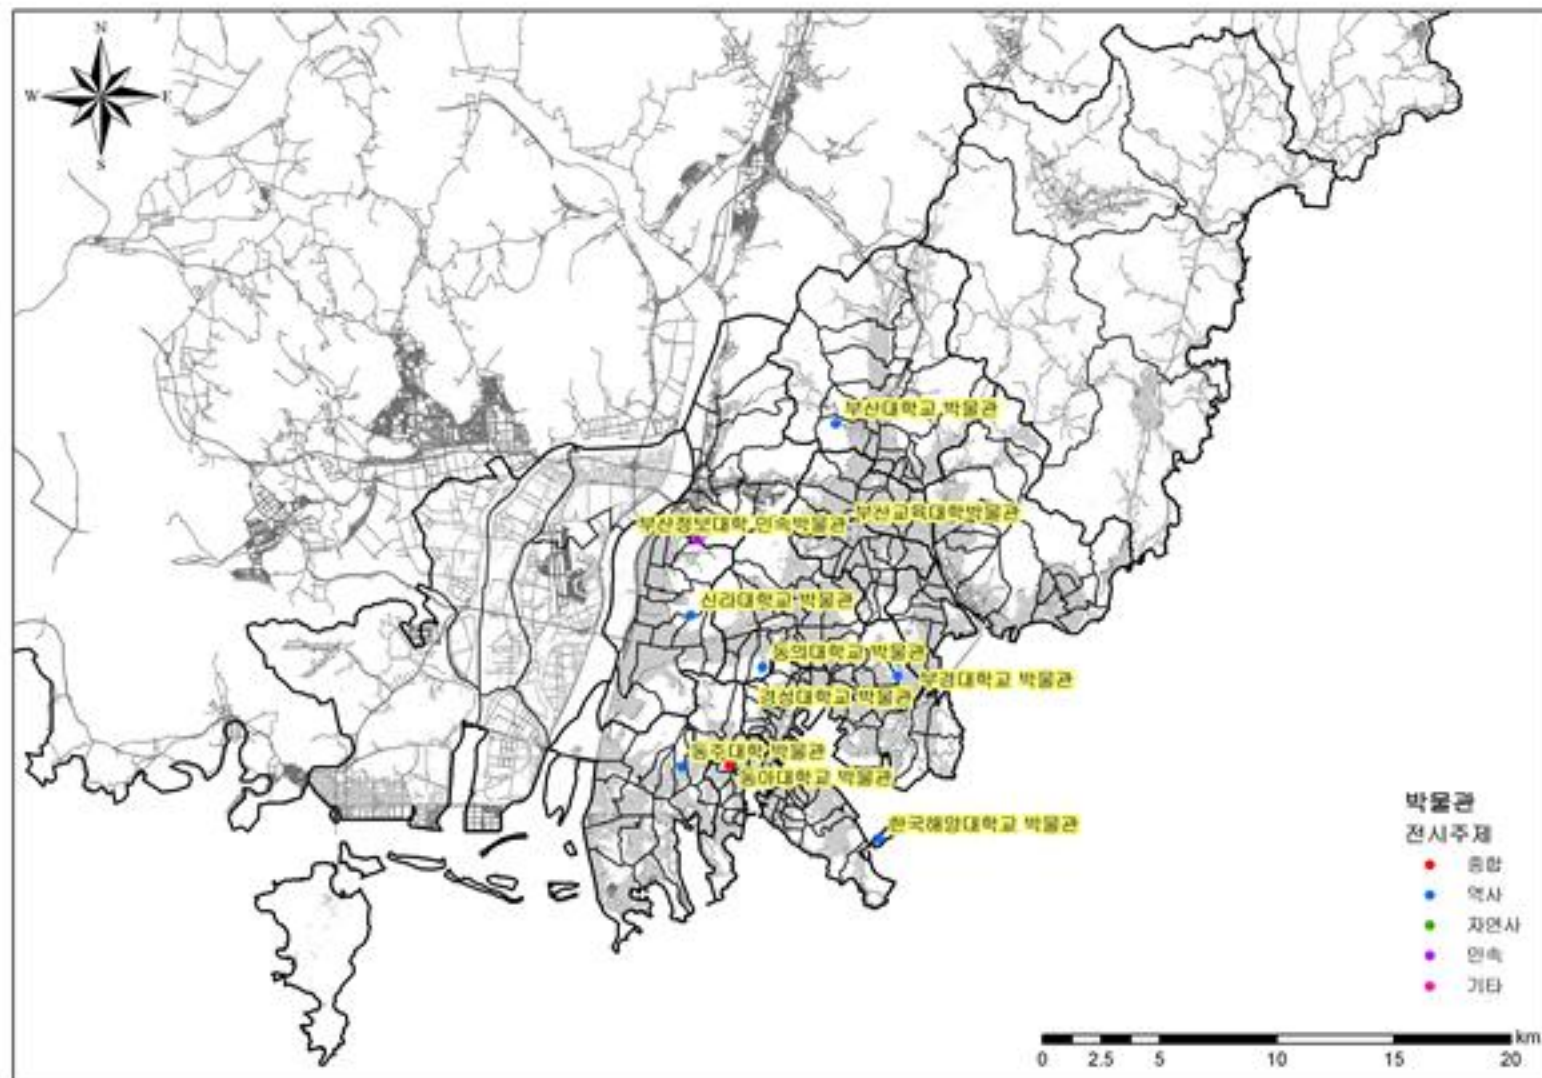 N
W
E
S
부산대학교 박물관
부산교육대학박물관
부산정보대학 민속박물관
신라대학교 박물관
동의대학교 박물관
부경대학교 박물관
경성대학교 박물관
동주대학 박물관
동아대학교 박물관
한국해양대학교 박물관
박물관
전시주제
종합
역사
자연사
민속
기타
km
0 2.5 5 10 15 20